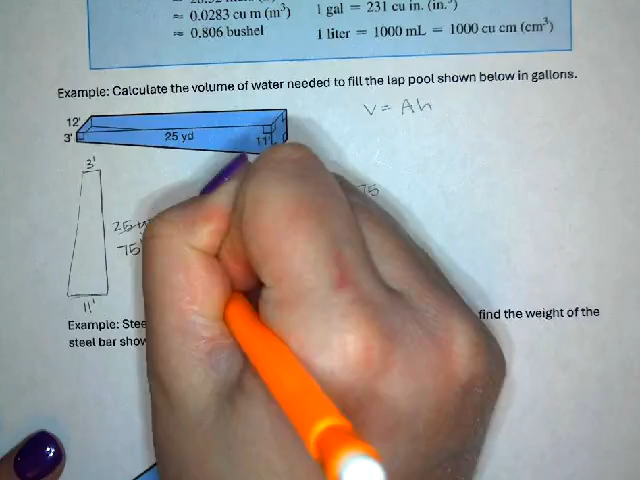 ≈ 0.0283 cu m (m³) 1 gal = 231 cu in. (in.³)
≈ 0.806 bushel 1 liter = 1000 mL = 1000 cu cm (cm³)
Example: Calculate the volume of water needed to fill the lap pool shown below in gallons.
V = Ah
12'
3' 25 yd 11'
3'
75
25
75'
11'
Example: Stee find the weight of the
steel bar show